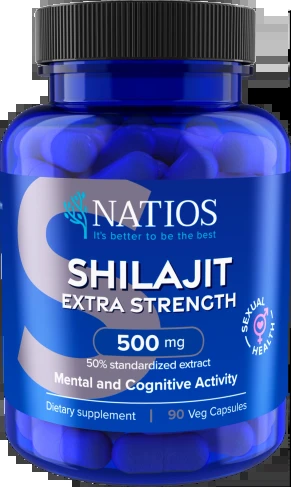 NATIOS
It's better to be the best
SHILAJIT
EXTRA STRENGTH
500 mg
50% standardized extract
Mental and Cognitive Activity
Dietary supplement | 90 Veg Capsules
SEXUAL HEALTH
S